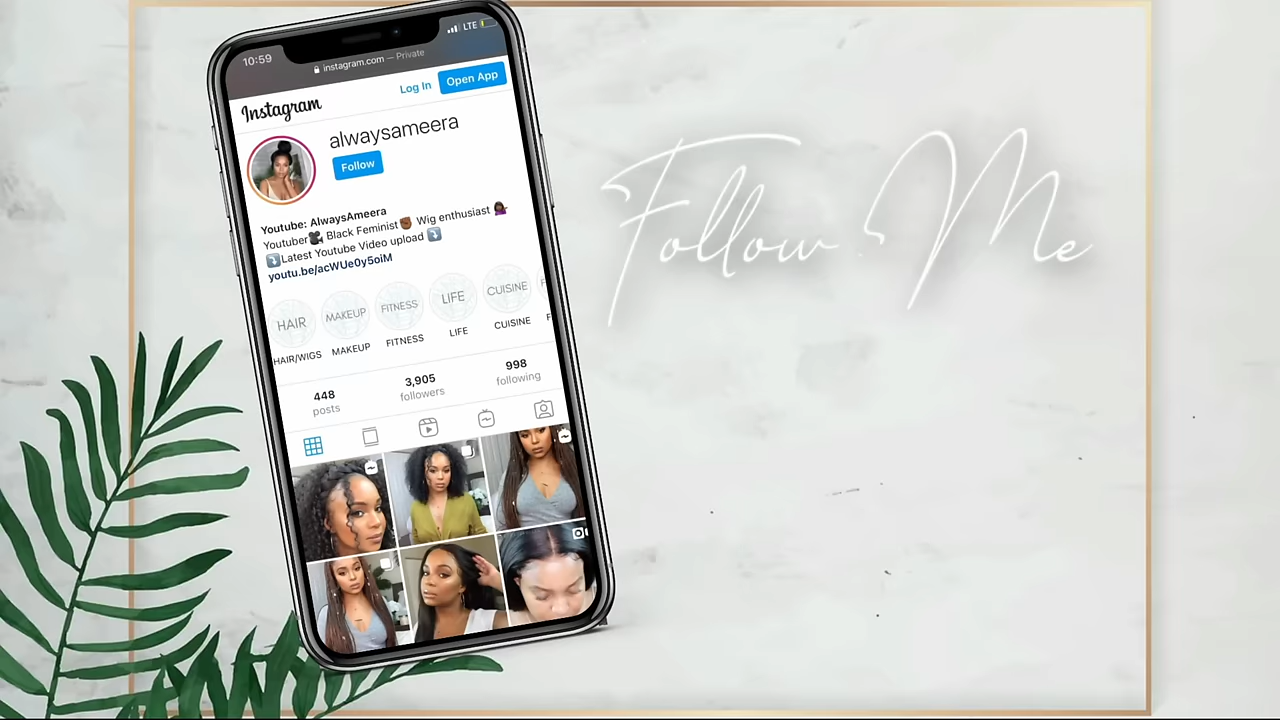 10:59
LTE
instagram.com — Private
Instagram
Log In
Open App
alwaysameera
Follow
Youtube: AlwaysAmeera
Youtuber🎥 Black Feminist✊🏾 Wig enthusiast 💁🏾‍♀️
⤵️Latest Youtube Video upload ⤵️
youtu.be/acWUe0y5oiM
HAIR
MAKEUP
FITNESS
LIFE
CUISINE
F
HAIR/WIGS
MAKEUP
FITNESS
LIFE
CUISINE
F
448
posts
3,905
followers
998
following
Follow Me